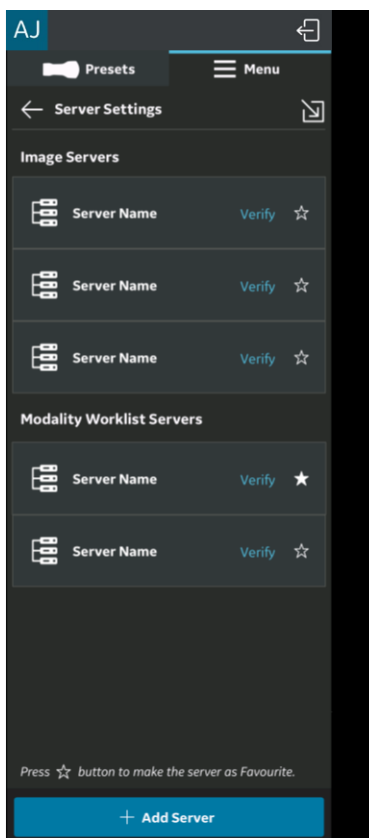 AJ
Presets Menu
Server Settings
Image Servers
Server Name Verify
Server Name Verify
Server Name Verify
Modality Worklist Servers
Server Name Verify
Server Name Verify
Press ☆ button to make the server as Favourite.
+ Add Server